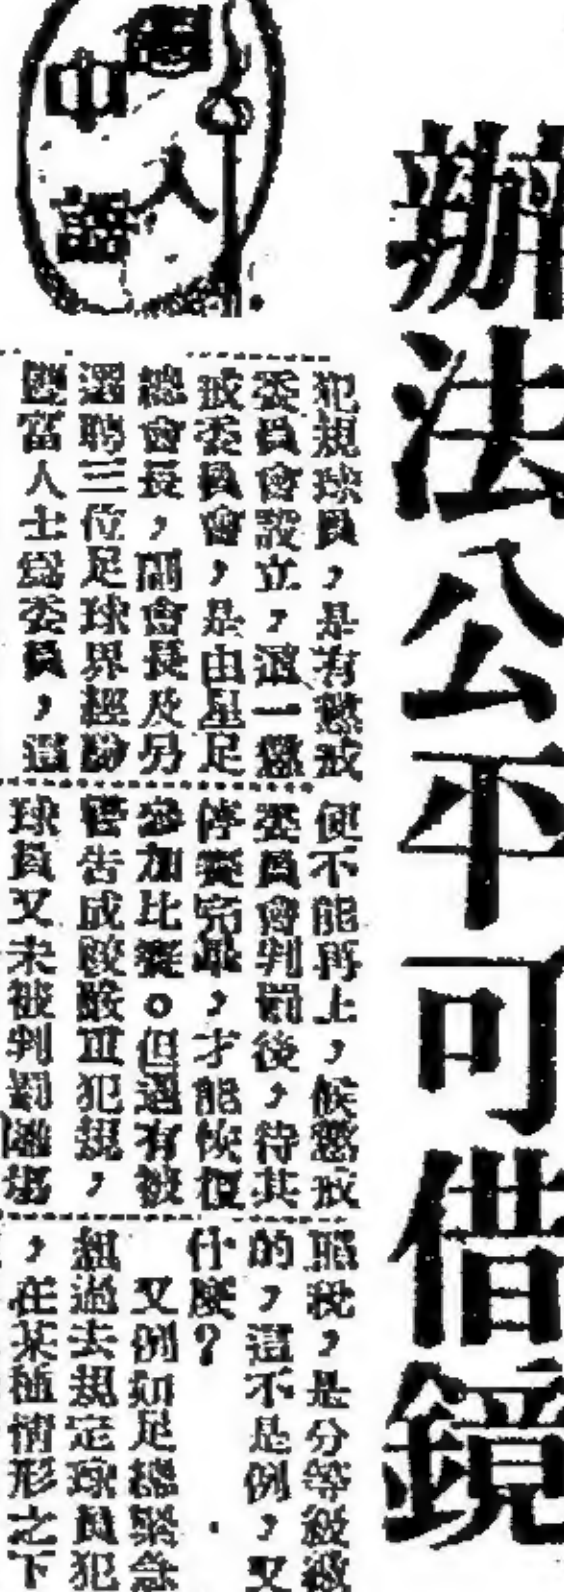 辦法公平可借鏡
中
人
語
犯規球員，是有懲戒
委員會設立，這一懲
戒委員會，是由星足
總會長，副會長及另
選聘三位足球界經驗
豐富人士為委員，這
便不能再上，候懲戒
委員會判罰後，待其
停賽完畢，才能恢復
參加比賽。但還有被
警告或較嚴重犯規，
球員又未被判罰離場
照稅，是分等級徵
的，這不是例，又
什麼？
又例如足總緊急
組過去規定球員犯
，在某種情形之下